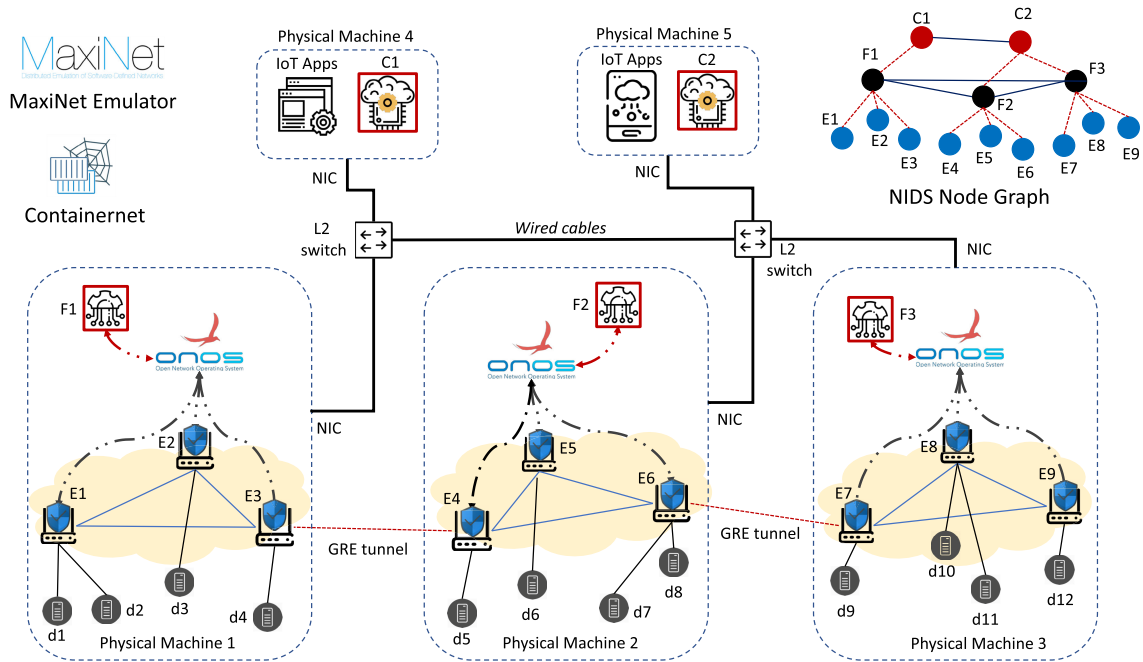 MaxiNet
Distributed Emulation of Software Defined Networks
MaxiNet Emulator
Containernet
Physical Machine 4
IoT Apps
C1
NIC
Physical Machine 5
IoT Apps
C2
NIC
C1
C2
F1
F3
F2
E1
E2
E3
E4
E5
E6
E7
E8
E9
NIDS Node Graph
L2
switch
Wired cables
L2
switch
NIC
F1
onos
Open Network Operating System
NIC
E2
E1
E3
d1
d2
d3
d4
Physical Machine 1
GRE tunnel
F2
onos
Open Network Operating System
NIC
E5
E4
E6
d5
d6
d7
d8
Physical Machine 2
GRE tunnel
F3
onos
Open Network Operating System
E8
E7
E9
d9
d10
d11
d12
Physical Machine 3